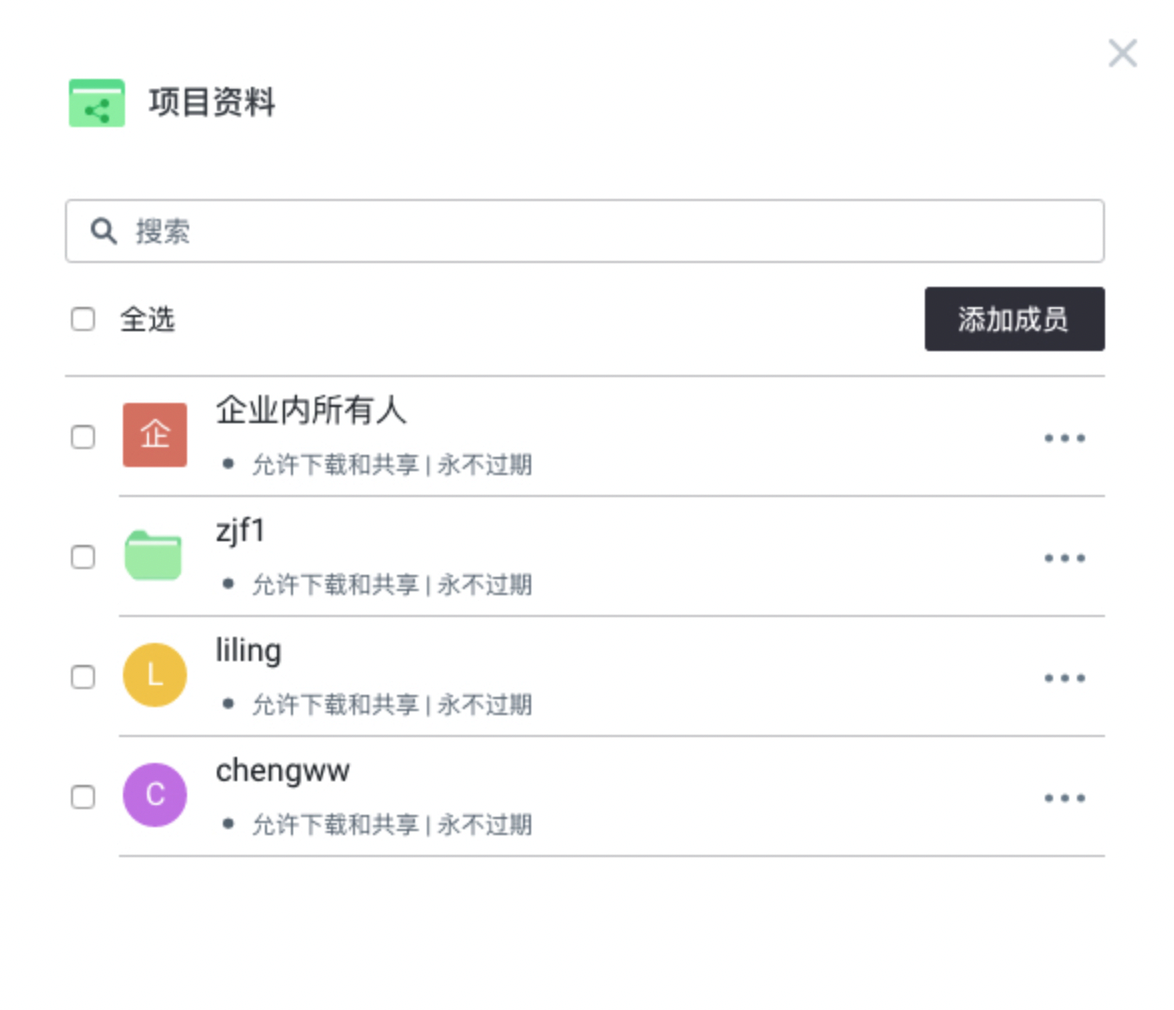 项目资料
搜索
全选
添加成员
企
企业内所有人
允许下载和共享 | 永不过期
zjf1
允许下载和共享 | 永不过期
L
liling
允许下载和共享 | 永不过期
C
chengww
允许下载和共享 | 永不过期